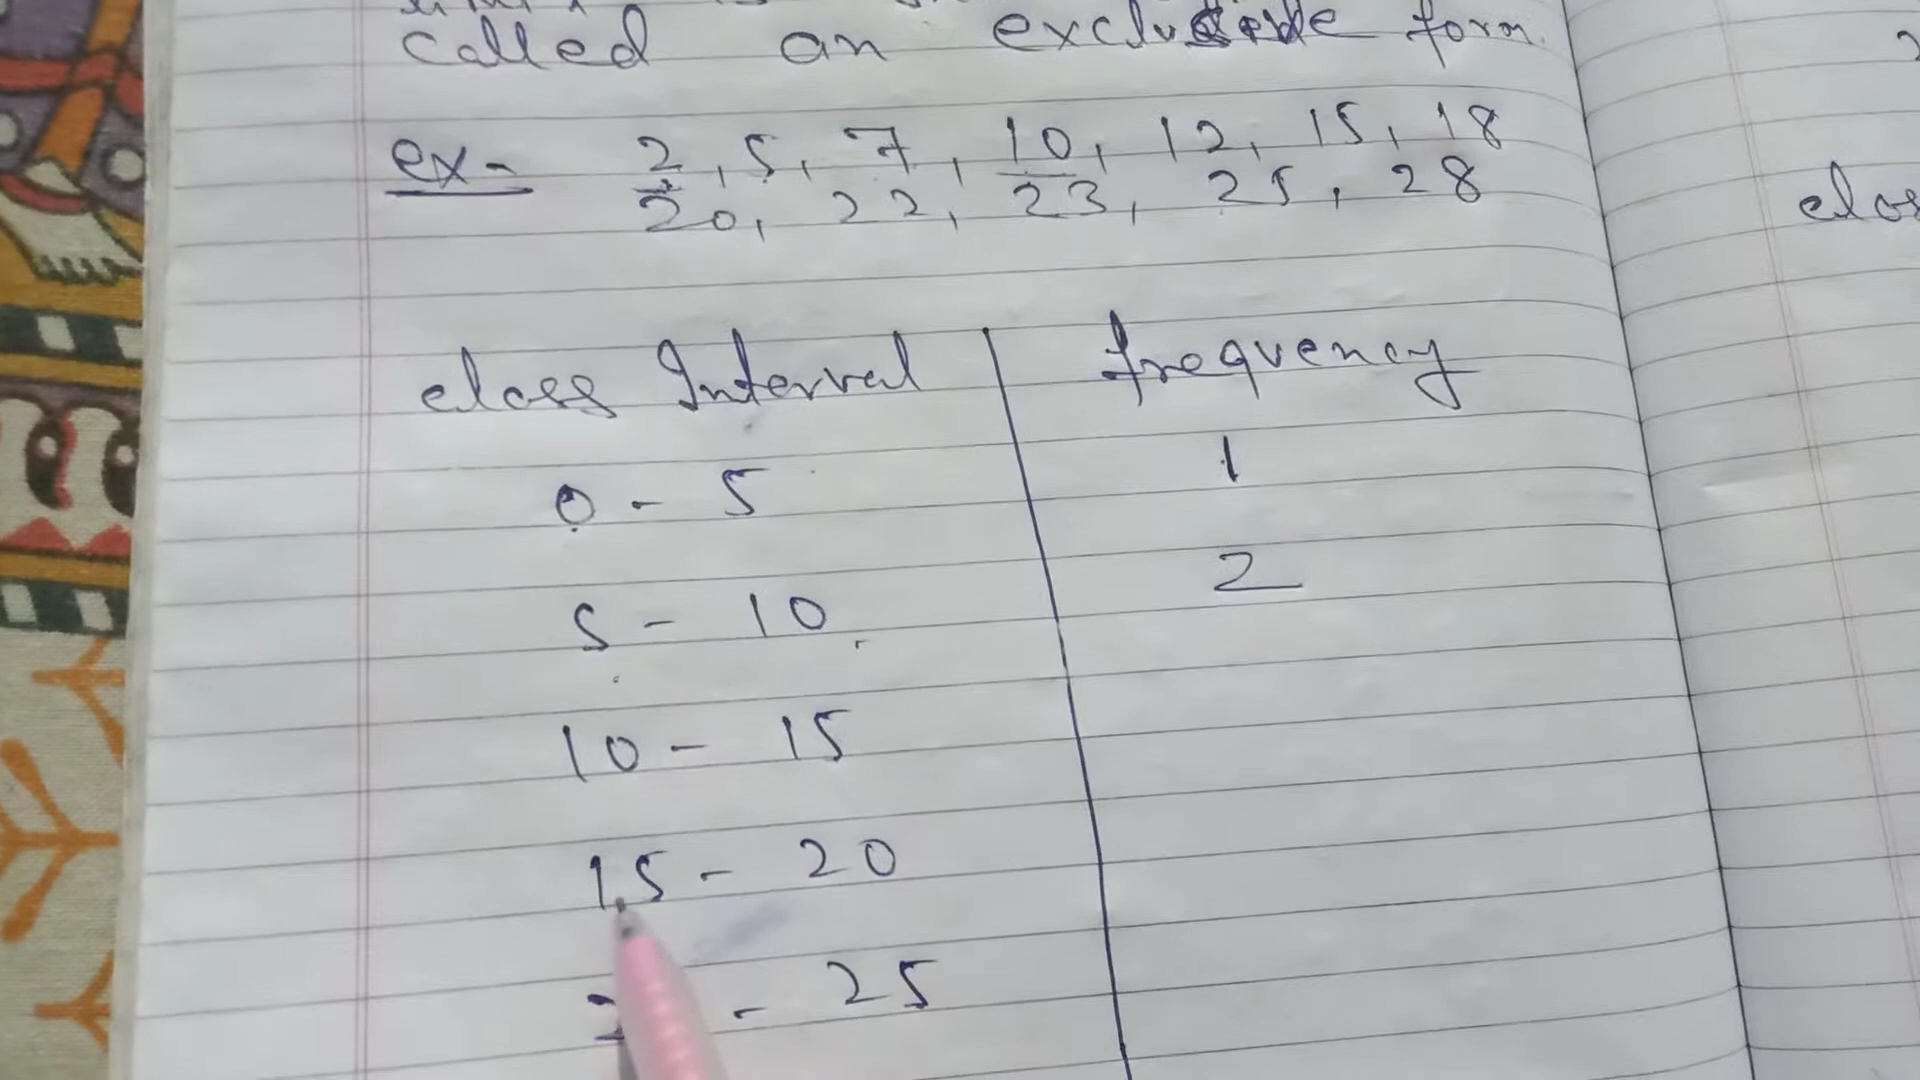 called an exclusive form.
ex- 2, 5, 7, 10, 12, 15, 18
20, 22, 23, 25, 28
class Interval frequency
0 - 5 1
5 - 10 2
10 - 15
15 - 20
- 25